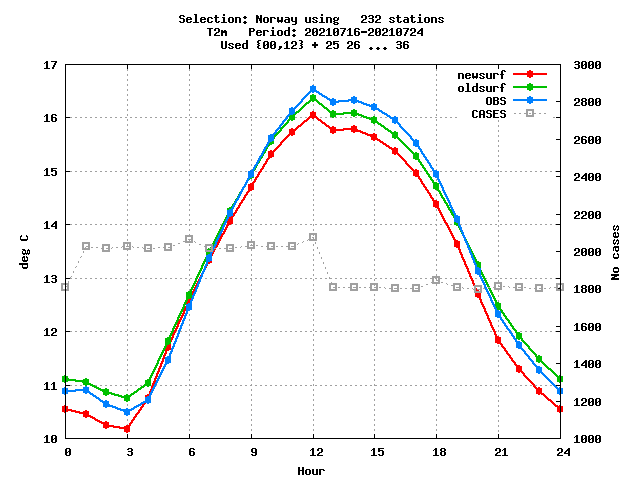 Selection: Norway using   232 stations
T2m   Period: 20210716-20210724
Used {00,12} + 25 26 ... 36
newsurf
oldsurf
OBS
CASES
17
16
15
14
13
12
11
10
3000
2800
2600
2400
2200
2000
1800
1600
1400
1200
1000
deg C
No cases
0 3 6 9 12 15 18 21 24
Hour